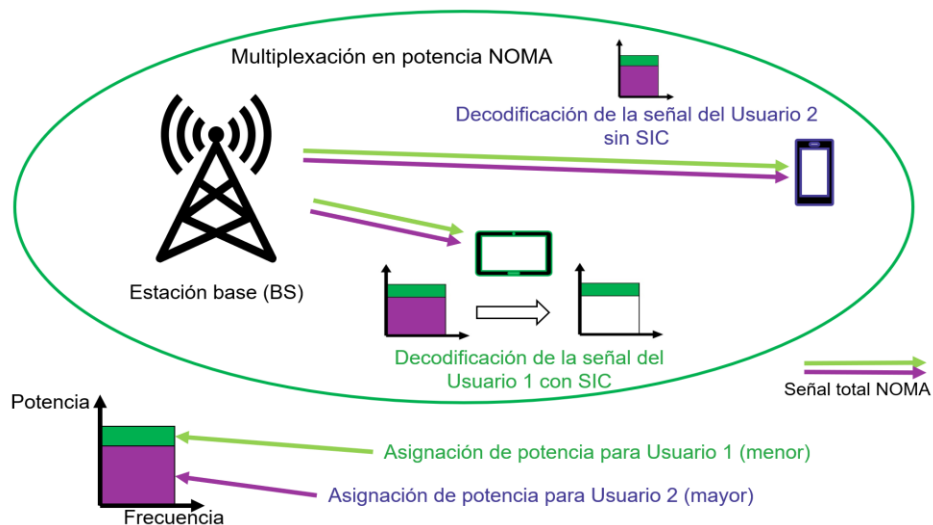 Multiplexación en potencia NOMA
Decodificación de la señal del Usuario 2
sin SIC
Estación base (BS)
Decodificación de la señal del
Usuario 1 con SIC
Señal total NOMA
Potencia
Asignación de potencia para Usuario 1 (menor)
Asignación de potencia para Usuario 2 (mayor)
Frecuencia